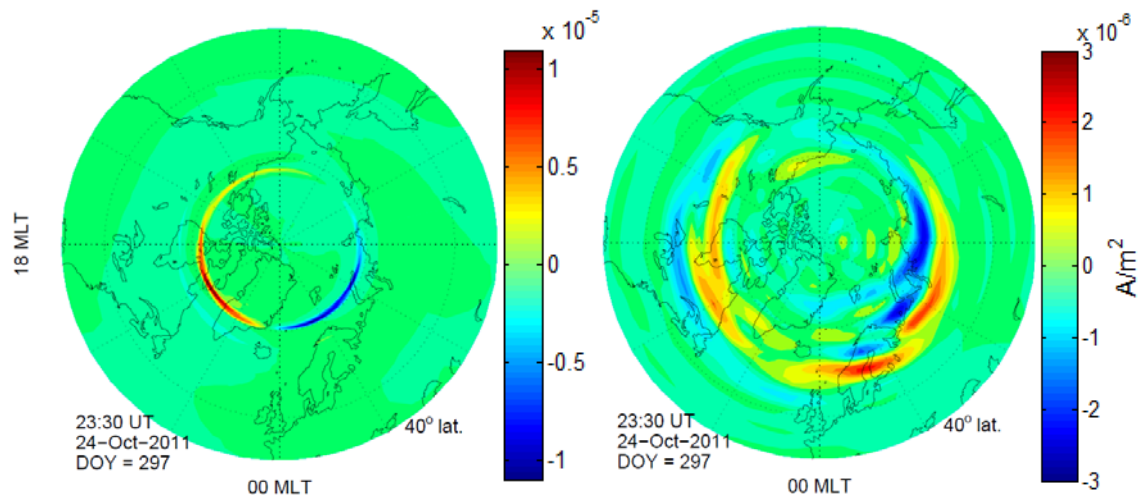 x 10⁻⁵
1
0.5
0
-0.5
-1
18 MLT
23:30 UT
24-Oct-2011
DOY = 297
40° lat.
00 MLT
x 10⁻⁶
3
2
1
0
-1
-2
-3
A/m²
23:30 UT
24-Oct-2011
DOY = 297
40° lat.
00 MLT